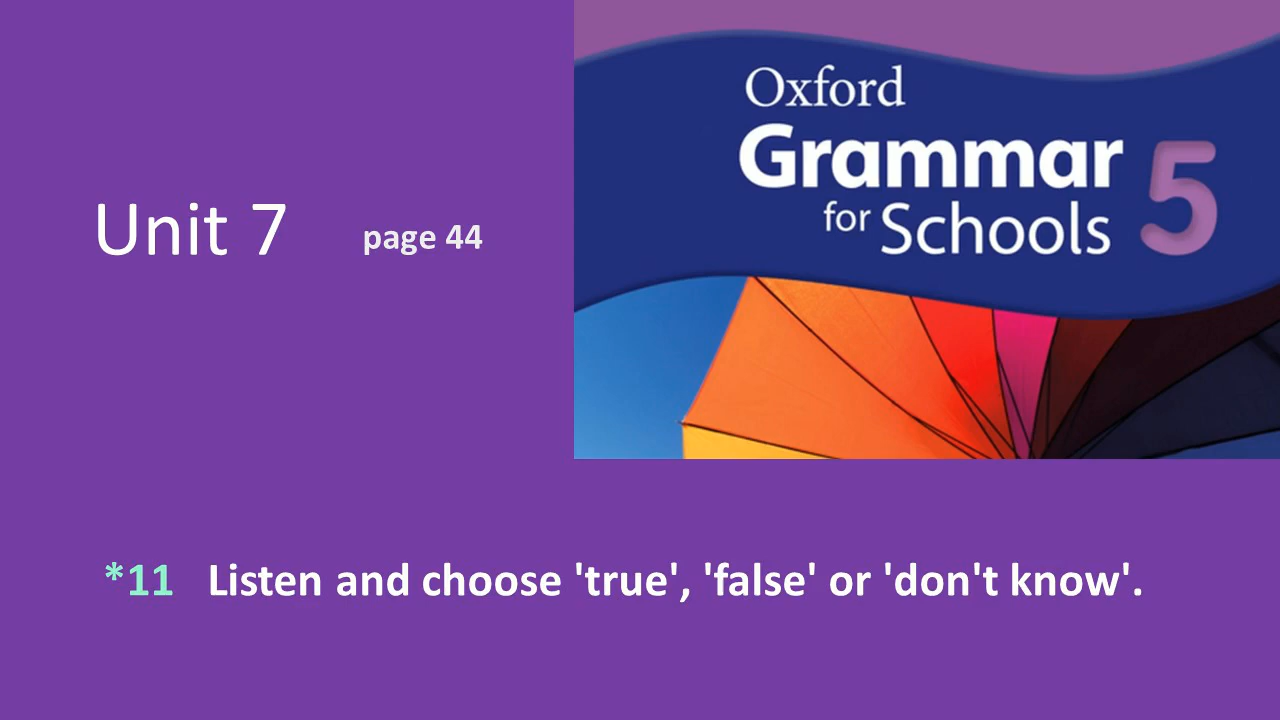 Oxford
Grammar 5
for Schools
Unit 7 page 44
*11 Listen and choose 'true', 'false' or 'don't know'.